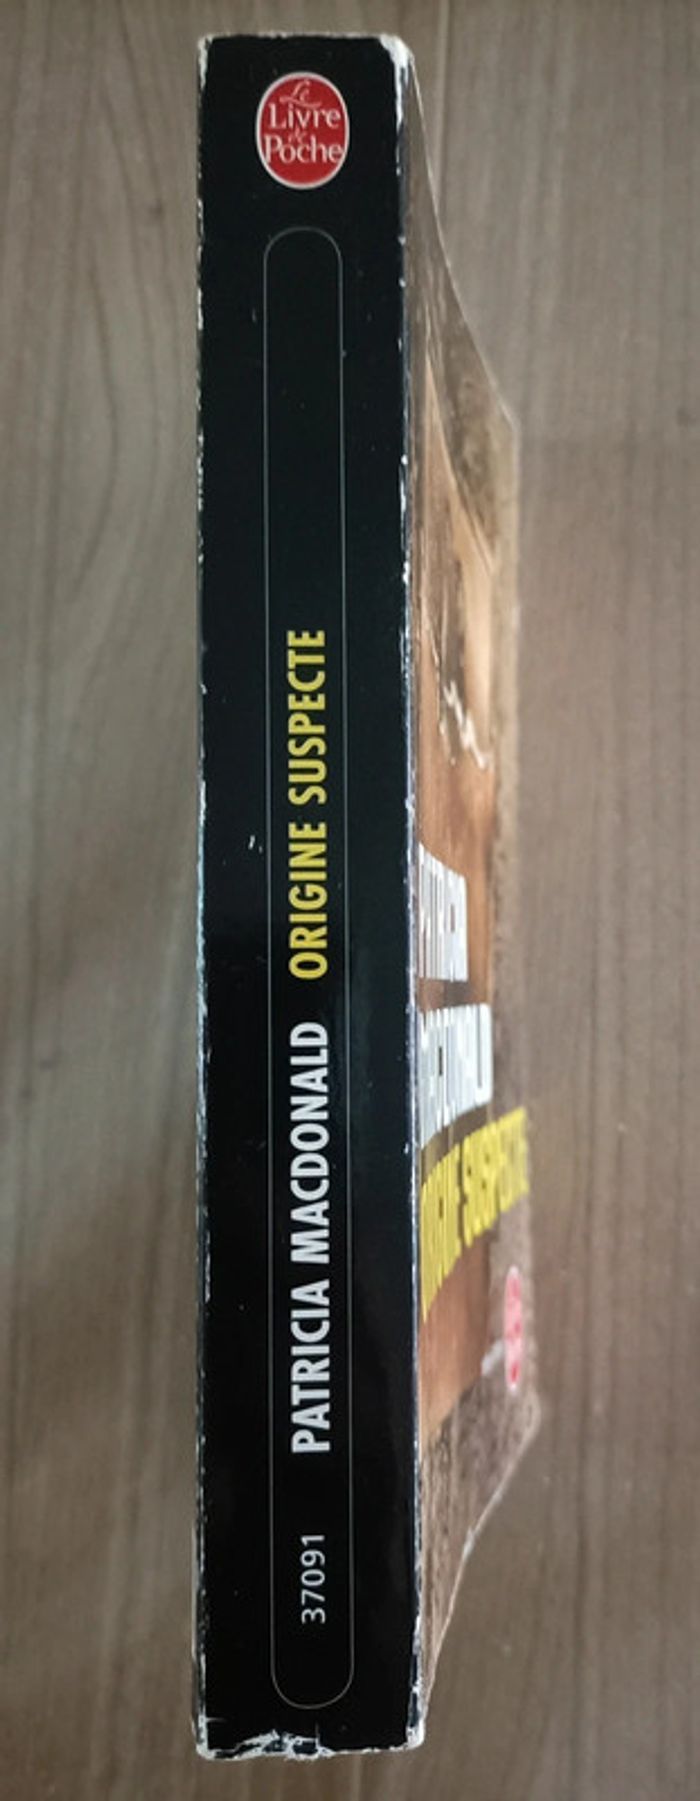 Le
Livre
de
Poche
37091
PATRICIA MACDONALD ORIGINE SUSPECTE